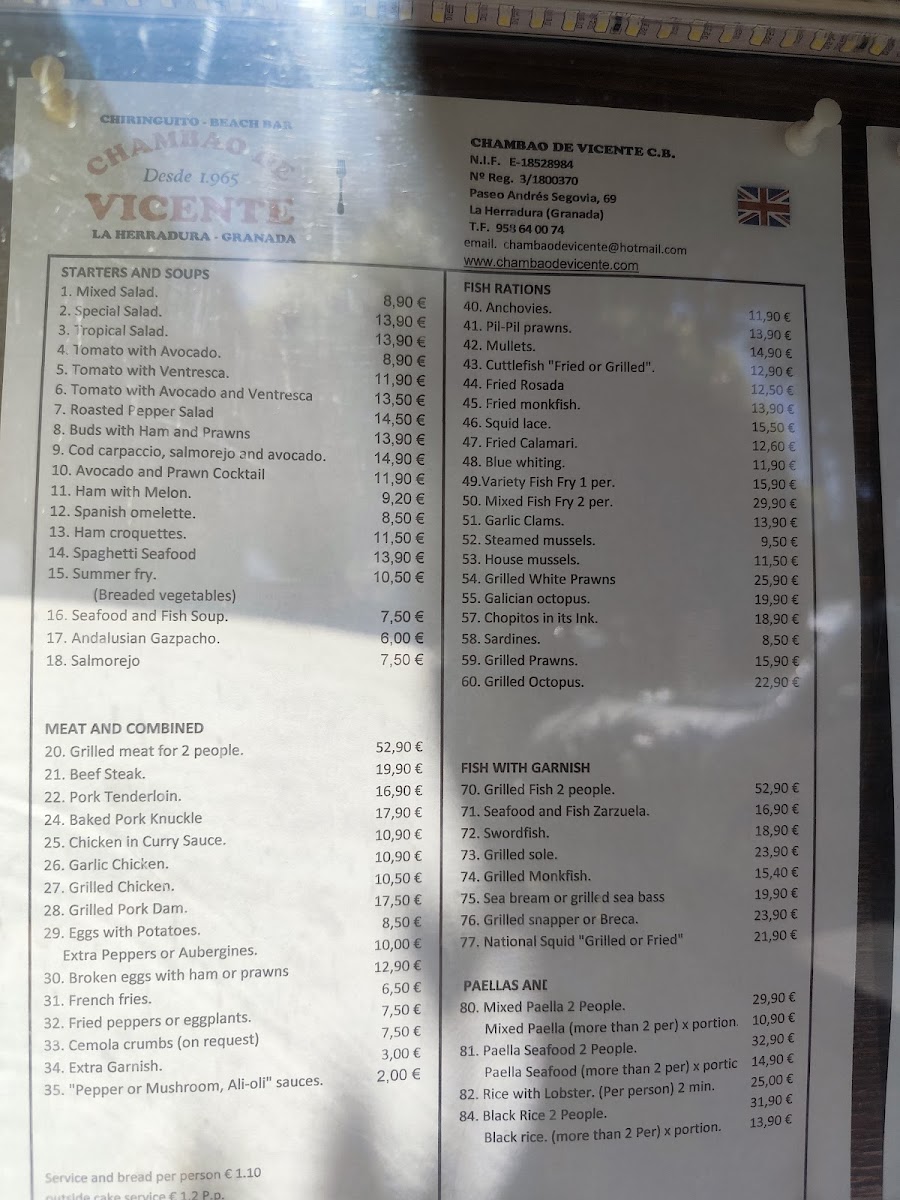 CHIRINGUITO - BEACH BAR
CHAMBAO DE
Desde 1.965
VICENTE
LA HERRADURA - GRANADA
CHAMBAO DE VICENTE C.B.
N.I.F. E-18528984
Nº Reg. 3/1800370
Paseo Andrés Segovia, 69
La Herradura (Granada)
T.F. 958 64 00 74
email. chambaodevicente@hotmail.com
www.chambaodevicente.com
STARTERS AND SOUPS
1. Mixed Salad. 8,90 €
2. Special Salad. 13,90 €
3. Tropical Salad. 13,90 €
4. Tomato with Avocado. 8,90 €
5. Tomato with Ventresca. 11,90 €
6. Tomato with Avocado and Ventresca 13,50 €
7. Roasted Pepper Salad 14,50 €
8. Buds with Ham and Prawns 13,90 €
9. Cod carpaccio, salmorejo and avocado. 14,90 €
10. Avocado and Prawn Cocktail 11,90 €
11. Ham with Melon. 9,20 €
12. Spanish omelette. 8,50 €
13. Ham croquettes. 11,50 €
14. Spaghetti Seafood 13,90 €
15. Summer fry. 10,50 €
(Breaded vegetables)
16. Seafood and Fish Soup. 7,50 €
17. Andalusian Gazpacho. 6,00 €
18. Salmorejo 7,50 €
MEAT AND COMBINED
20. Grilled meat for 2 people. 52,90 €
21. Beef Steak. 19,90 €
22. Pork Tenderloin. 16,90 €
24. Baked Pork Knuckle 17,90 €
25. Chicken in Curry Sauce. 10,90 €
26. Garlic Chicken. 10,90 €
27. Grilled Chicken. 10,50 €
28. Grilled Pork Dam. 17,50 €
29. Eggs with Potatoes. 8,50 €
Extra Peppers or Aubergines. 10,00 €
30. Broken eggs with ham or prawns 12,90 €
31. French fries. 6,50 €
32. Fried peppers or eggplants. 7,50 €
33. Cemola crumbs (on request) 7,50 €
34. Extra Garnish. 3,00 €
35. "Pepper or Mushroom, Ali-oli" sauces. 2,00 €
Service and bread per person € 1.10
outside cake service € 1.2 P.p.
FISH RATIONS
40. Anchovies. 11,90 €
41. Pil-Pil prawns. 13,90 €
42. Mullets. 14,90 €
43. Cuttlefish "Fried or Grilled". 12,90 €
44. Fried Rosada 12,50 €
45. Fried monkfish. 13,90 €
46. Squid lace. 15,50 €
47. Fried Calamari. 12,60 €
48. Blue whiting. 11,90 €
49.Variety Fish Fry 1 per. 15,90 €
50. Mixed Fish Fry 2 per. 29,90 €
51. Garlic Clams. 13,90 €
52. Steamed mussels. 9,50 €
53. House mussels. 11,50 €
54. Grilled White Prawns 25,90 €
55. Galician octopus. 19,90 €
57. Chopitos in its Ink. 18,90 €
58. Sardines. 8,50 €
59. Grilled Prawns. 15,90 €
60. Grilled Octopus. 22,90 €
FISH WITH GARNISH
70. Grilled Fish 2 people. 52,90 €
71. Seafood and Fish Zarzuela. 16,90 €
72. Swordfish. 18,90 €
73. Grilled sole. 23,90 €
74. Grilled Monkfish. 15,40 €
75. Sea bream or grilled sea bass 19,90 €
76. Grilled snapper or Breca. 23,90 €
77. National Squid "Grilled or Fried" 21,90 €
PAELLAS AND
80. Mixed Paella 2 People. 29,90 €
Mixed Paella (more than 2 per) x portion. 10,90 €
81. Paella Seafood 2 People. 32,90 €
Paella Seafood (more than 2 per) x portic 14,90 €
82. Rice with Lobster. (Per person) 2 min. 25,00 €
84. Black Rice 2 People. 31,90 €
Black rice. (more than 2 Per) x portion. 13,90 €